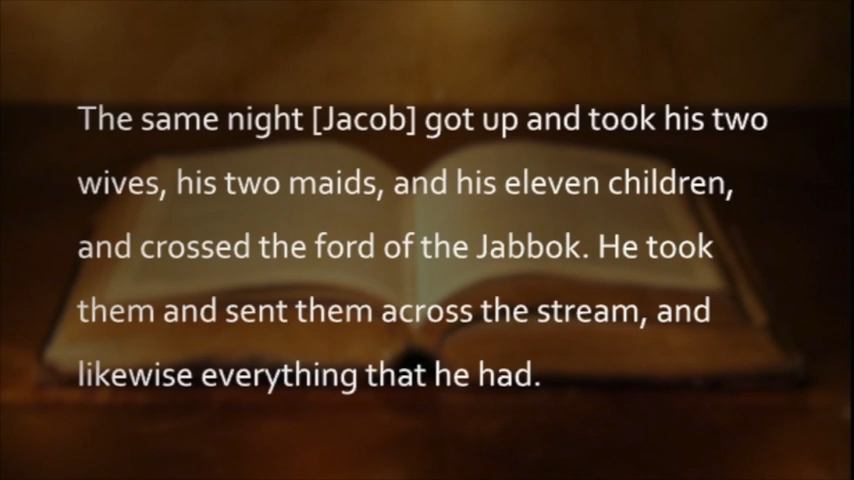 The same night [Jacob] got up and took his two
wives, his two maids, and his eleven children,
and crossed the ford of the Jabbok. He took
them and sent them across the stream, and
likewise everything that he had.